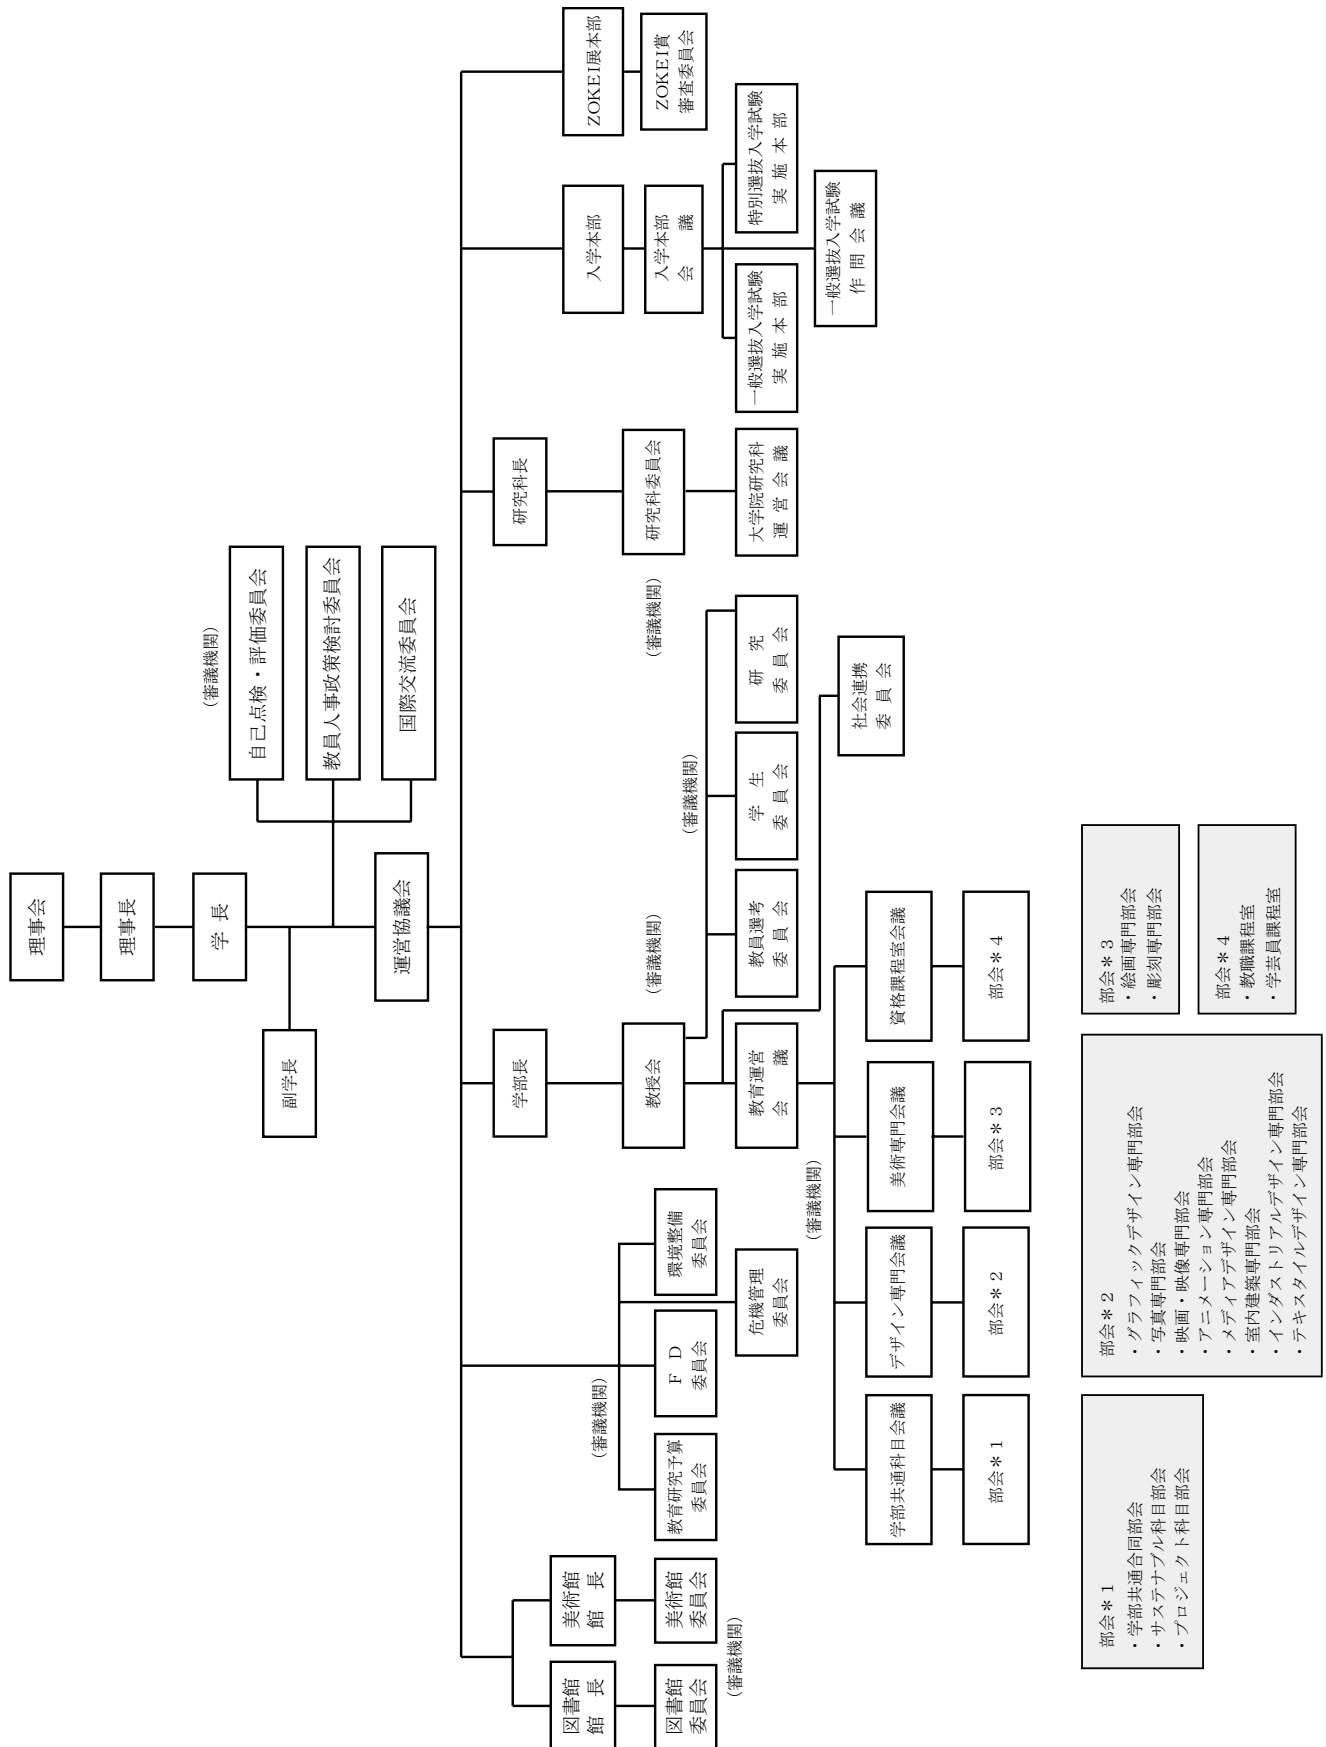 理事会
理事長
学 長
副学長
(審議機関)
自己点検・評価委員会
教員人事政策検討委員会
国際交流委員会
運営協議会
図書館
館　長
図書館
委員会
美術館
館　長
美術館
委員会
(審議機関)
(審議機関)
教育研究予算
委員会
ＦＤ
委員会
環境整備
委員会
危機管理
委員会
学部長
教授会
(審議機関)
(審議機関)
教員選考
委員会
学生
委員会
研究
委員会
社会連携
委員会
教育運営
会　議
(審議機関)
学部共通科目会議
部会＊1
デザイン専門会議
部会＊2
美術専門会議
部会＊3
資格課程室会議
部会＊4
研究科長
研究科委員会
(審議機関)
大学院研究科
運営会議
入学本部
入学本部
会　議
一般選抜入学試験
実施本部
特別選抜入学試験
実施本部
一般選抜入学試験
作問会議
ZOKEI展本部
ZOKEI賞
審査委員会
部会＊1
・学部共通合同部会
・サステナブル科目部会
・プロジェクト科目部会
部会＊2
・グラフィックデザイン専門部会
・写真専門部会
・映画・映像専門部会
・アニメーション専門部会
・メディアデザイン専門部会
・室内建築専門部会
・インダストリアルデザイン専門部会
・テキスタイルデザイン専門部会
部会＊3
・絵画専門部会
・彫刻専門部会
部会＊4
・教職課程室
・学芸員課程室